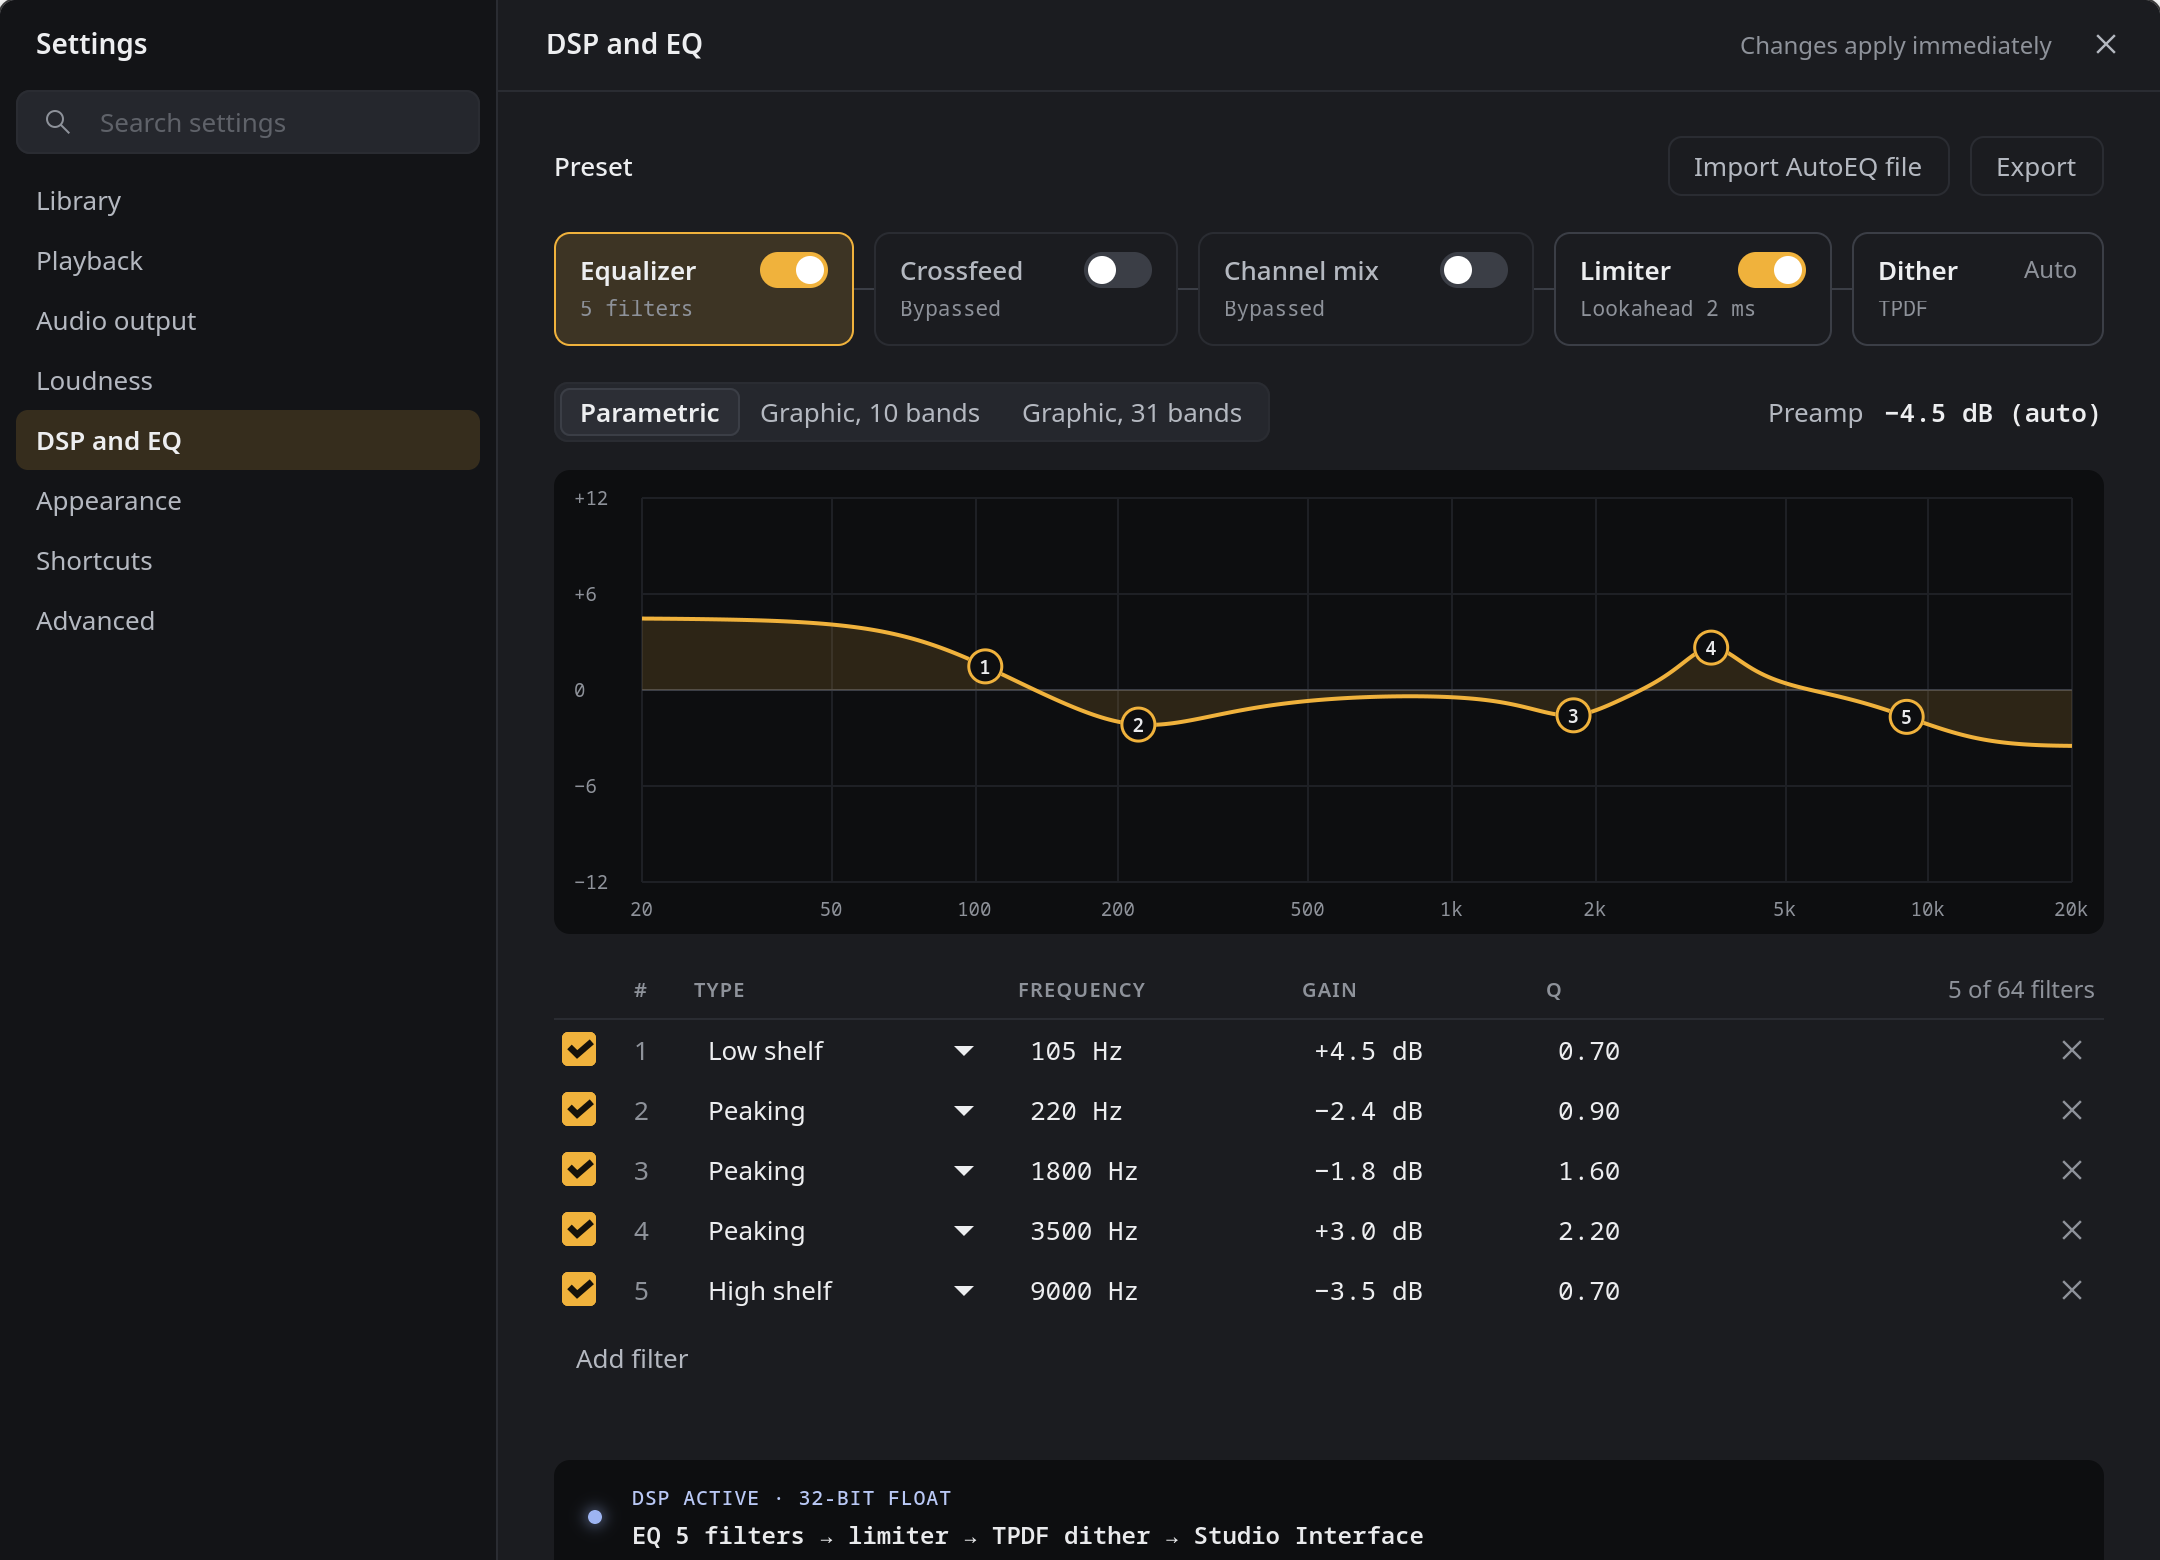 Settings
Search settings
Library
Playback
Audio output
Loudness
DSP and EQ
Appearance
Shortcuts
Advanced
DSP and EQ
Changes apply immediately
Preset
Import AutoEQ file
Export
Equalizer
5 filters
Crossfeed
Bypassed
Channel mix
Bypassed
Limiter
Lookahead 2 ms
Dither Auto
TPDF
Parametric Graphic, 10 bands Graphic, 31 bands
Preamp −4.5 dB (auto)
+12
+6
0
−6
−12
1
2
3
4
5
20 50 100 200 500 1k 2k 5k 10k 20k
# TYPE FREQUENCY GAIN Q 5 of 64 filters
1 Low shelf 105 Hz +4.5 dB 0.70
2 Peaking 220 Hz −2.4 dB 0.90
3 Peaking 1800 Hz −1.8 dB 1.60
4 Peaking 3500 Hz +3.0 dB 2.20
5 High shelf 9000 Hz −3.5 dB 0.70
Add filter
DSP ACTIVE · 32-BIT FLOAT
EQ 5 filters → limiter → TPDF dither → Studio Interface